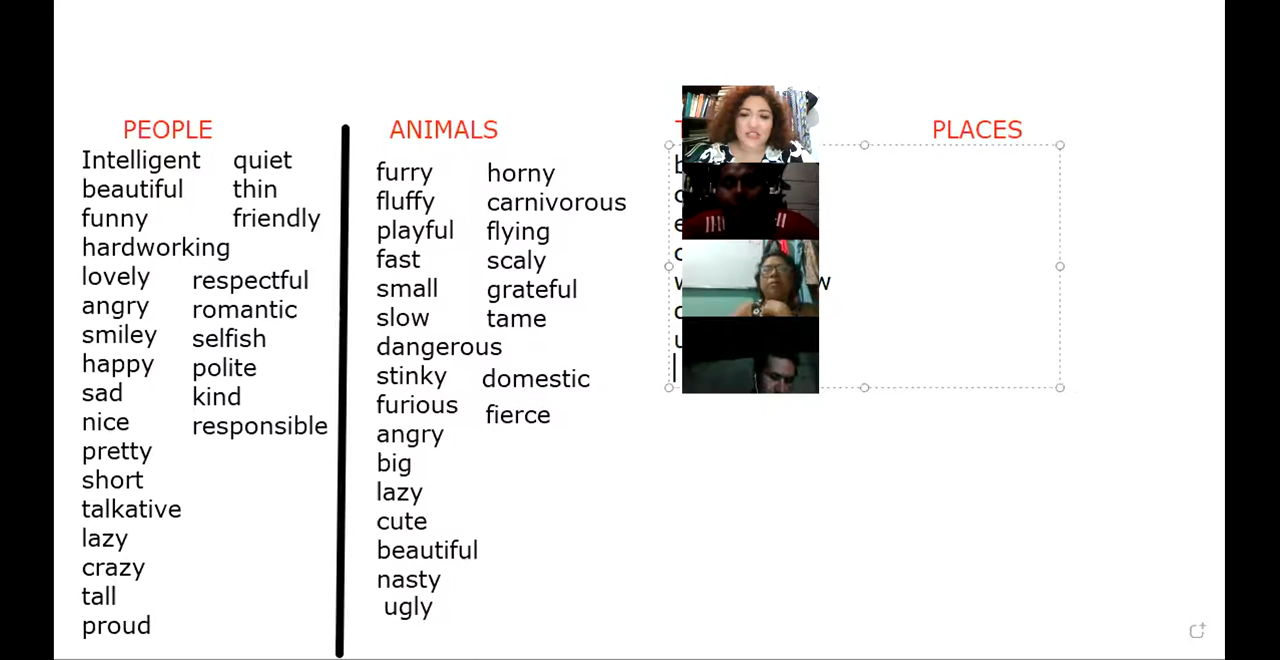 PEOPLE
Intelligent quiet
beautiful thin
funny friendly
hardworking
lovely respectful
angry romantic
smiley selfish
happy polite
sad kind
nice responsible
pretty
short
talkative
lazy
crazy
tall
proud
ANIMALS
furry horny
fluffy carnivorous
playful flying
fast scaly
small grateful
slow tame
dangerous
stinky domestic
furious fierce
angry
big
lazy
cute
beautiful
nasty
ugly
PLACES